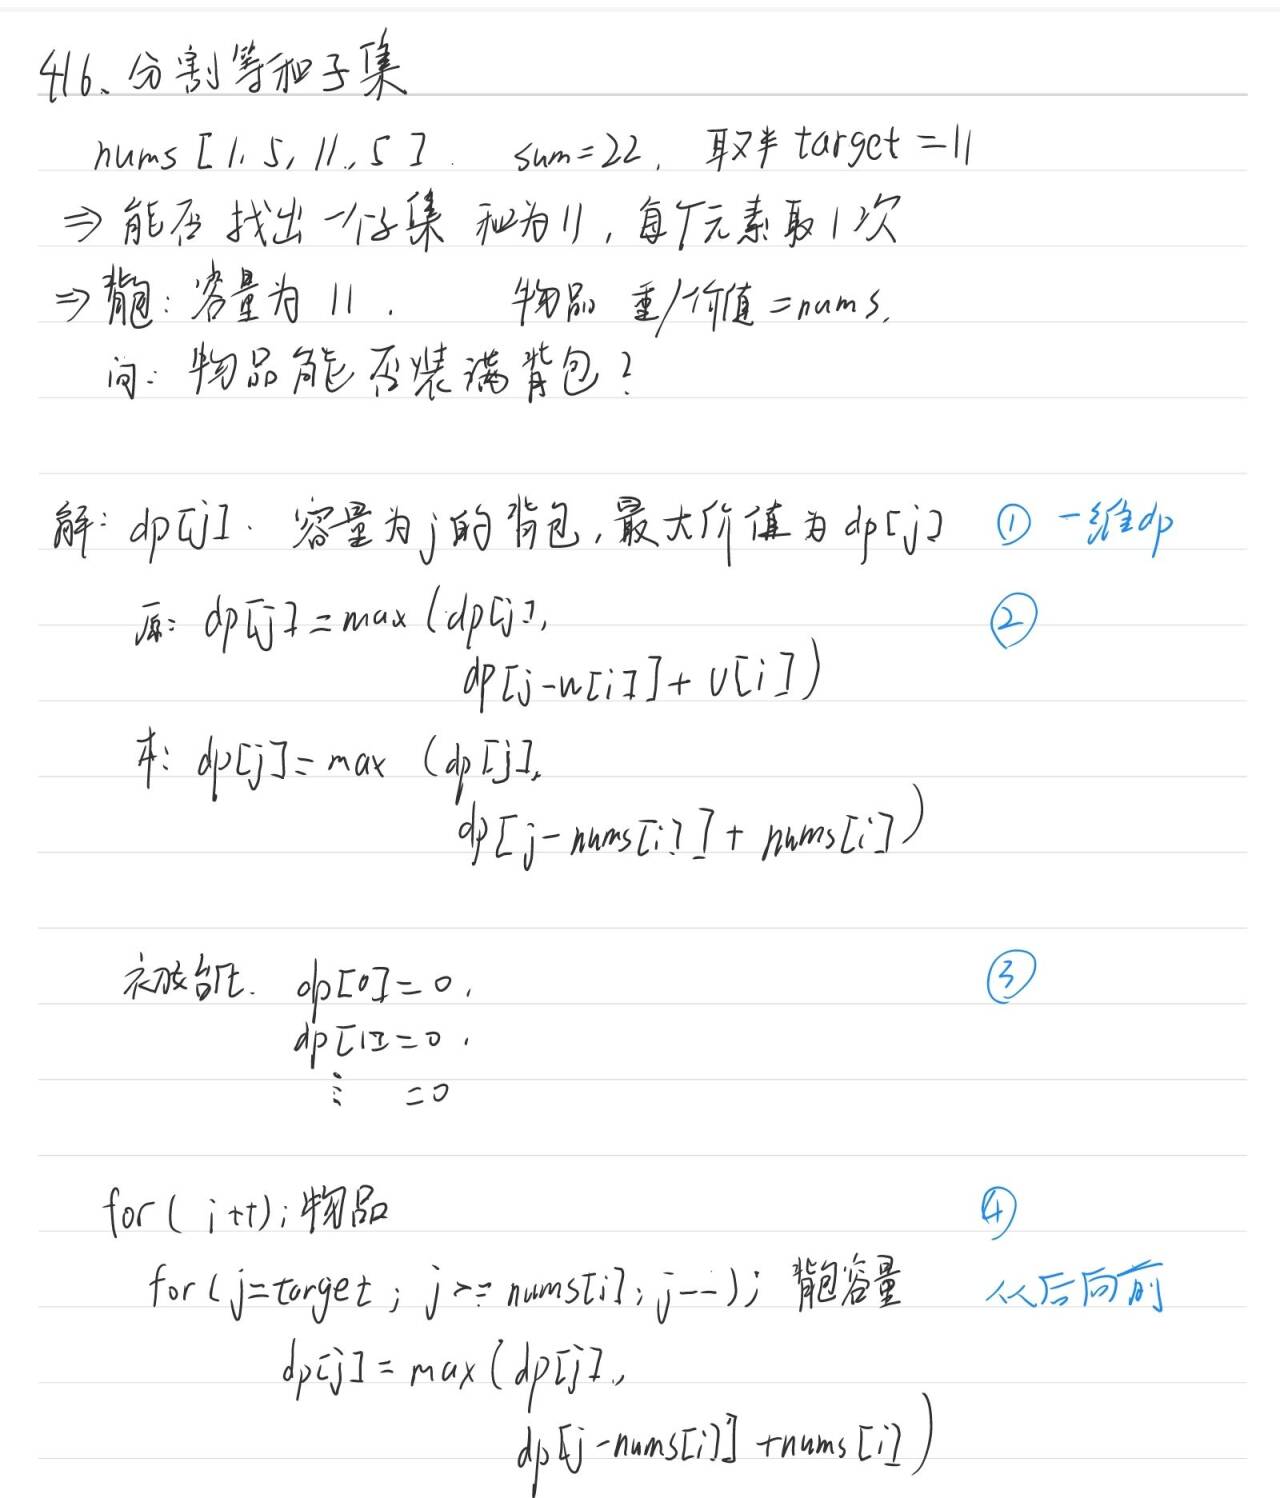 416、分割等和子集
nums [1, 5, 11, 5]. sum=22, 取半 target =11
⇒ 能否 找出 一个子集 和为11, 每个元素取1次
⇒ 背包: 容量为 11. 物品 重/价值 =nums.
问: 物品能否装满背包?
解: dp[j]. 容量为j的背包, 最大价值为dp[j] ① 一维dp
原: dp[j]=max (dp[j], ②
dp[j-w[i]]+v[i])
本: dp[j]=max (dp[j],
dp[j-nums[i]]+nums[i])
初始化. dp[0]=0, ③
dp[1]=0,
⋮ =0
for( i++); 物品 ④
for(j=target; j>=nums[i]; j--); 背包容量 从后向前
dp[j]=max(dp[j],
dp[j-nums[i]]+nums[i])